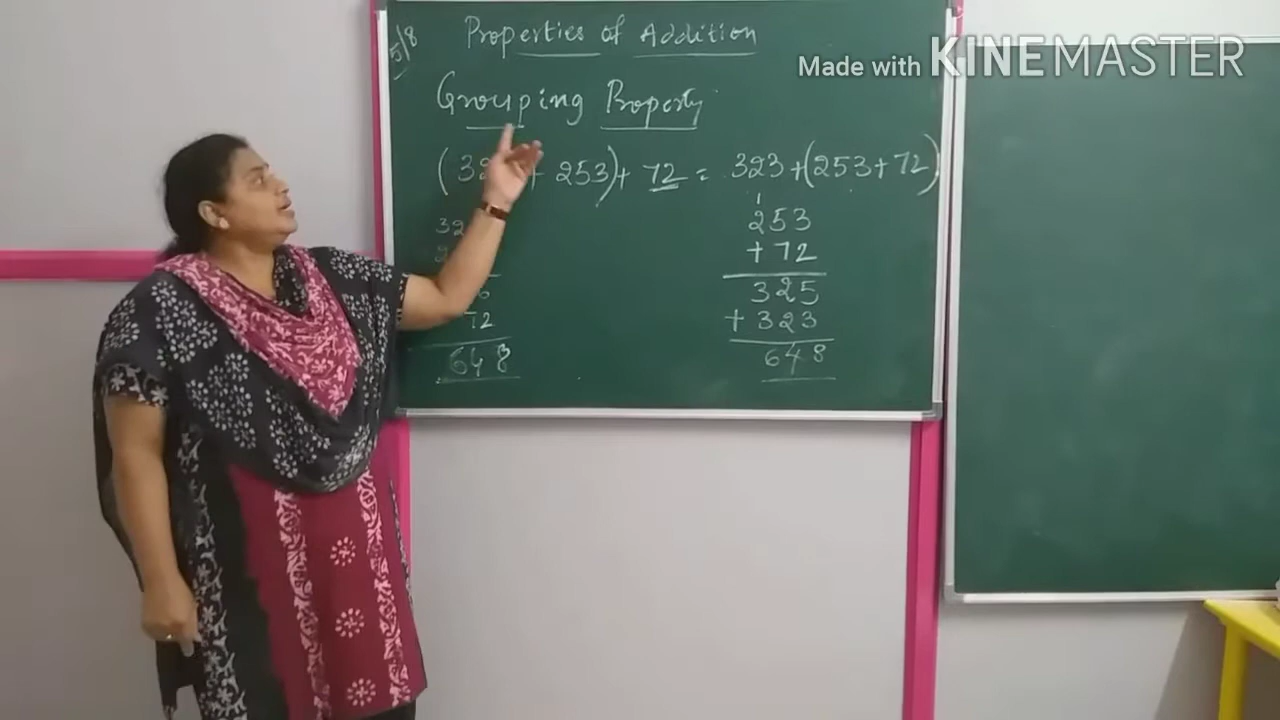 5/8
Properties of Addition
Made with KINEMASTER
Grouping Property
253) + 72 = 323 + (253 + 72)
1
253
+ 72
325
+ 323
648
72
648